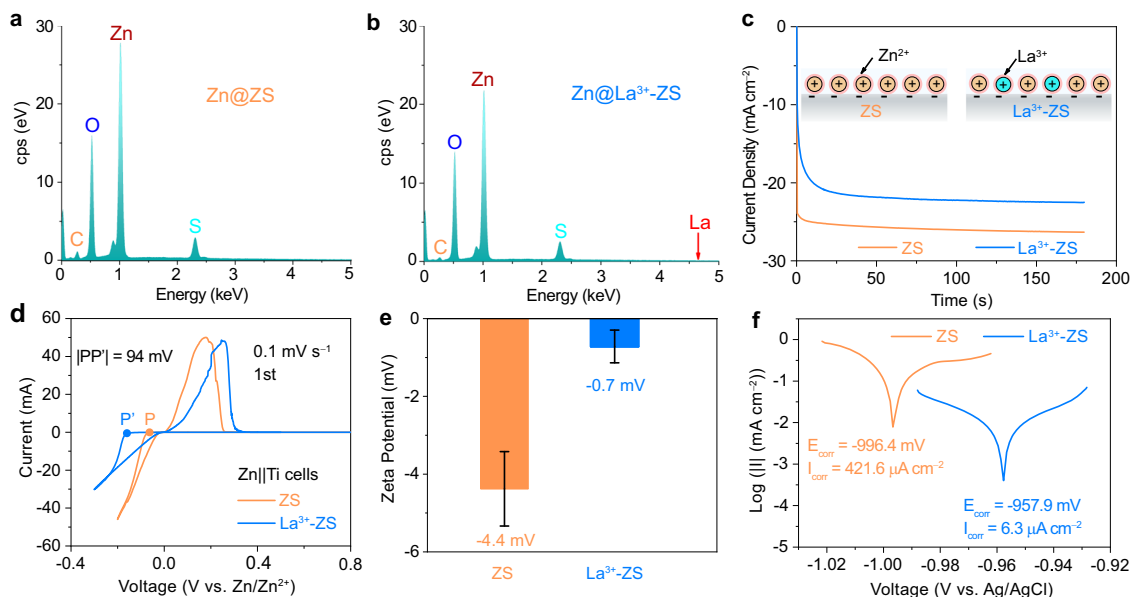 a
30
20
10
0
cps (eV)
C
O
Zn
S
Zn@ZS
0 1 2 3 4 5
Energy (keV)
b
30
20
10
0
cps (eV)
C
O
Zn
S
La
Zn@La³⁺-ZS
0 1 2 3 4 5
Energy (keV)
c
0
-10
-20
-30
Current Density (mA cm⁻²)
Zn²⁺
La³⁺
ZS
La³⁺-ZS
ZS
La³⁺-ZS
0 50 100 150 200
Time (s)
d
60
40
20
0
-20
-40
-60
Current (mA)
|PP'| = 94 mV
0.1 mV s⁻¹
1st
P'
P
Zn||Ti cells
ZS
La³⁺-ZS
-0.4 0.0 0.4 0.8
Voltage (V vs. Zn/Zn²⁺)
e
0
-2
-4
-6
Zeta Potential (mV)
-4.4 mV
-0.7 mV
ZS
La³⁺-ZS
f
1
0
-1
-2
-3
-4
-5
Log (|I| (mA cm⁻²))
ZS
La³⁺-ZS
E_corr = -996.4 mV
I_corr = 421.6 μA cm⁻²
E_corr = -957.9 mV
I_corr = 6.3 μA cm⁻²
-1.02 -1.00 -0.98 -0.96 -0.94 -0.92
Voltage (V vs. Ag/AgCl)